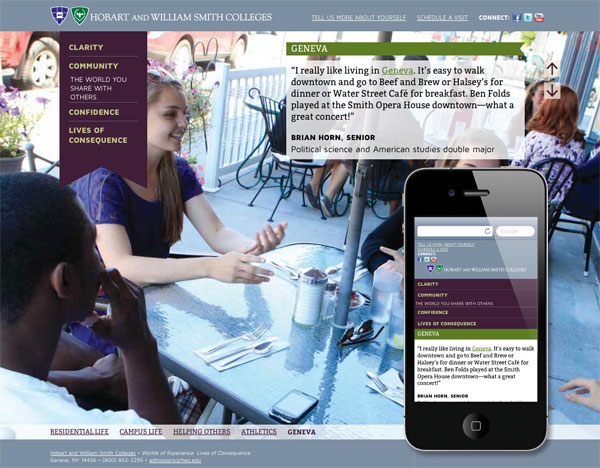 HOBART AND WILLIAM SMITH COLLEGES
TELL US MORE ABOUT YOURSELF SCHEDULE A VISIT CONNECT:
CLARITY
COMMUNITY
THE WORLD YOU
SHARE WITH
OTHERS
CONFIDENCE
LIVES OF
CONSEQUENCE
GENEVA
“I really like living in Geneva. It’s easy to walk
downtown and go to Beef and Brew or Halsey’s for
dinner or Water Street Café for breakfast. Ben Folds
played at the Smith Opera House downtown—what a
great concert!”
BRIAN HORN, SENIOR
Political science and American studies double major
Google
TELL US MORE ABOUT YOURSELF
SCHEDULE A VISIT
CONNECT:
HOBART AND WILLIAM SMITH COLLEGES
CLARITY
COMMUNITY
THE WORLD YOU SHARE WITH OTHERS
CONFIDENCE
LIVES OF CONSEQUENCE
GENEVA
“I really like living in Geneva. It’s easy to walk
downtown and go to Beef and Brew or
Halsey’s for dinner or Water Street Café for
breakfast. Ben Folds played at the Smith
Opera House downtown—what a great
concert!”
BRIAN HORN, SENIOR
RESIDENTIAL LIFE CAMPUS LIFE HELPING OTHERS ATHLETICS GENEVA
Hobart and William Smith Colleges • Worlds of Experience. Lives of Consequence.
Geneva, NY 14456 • (800) 852-2256 • admissions@hws.edu